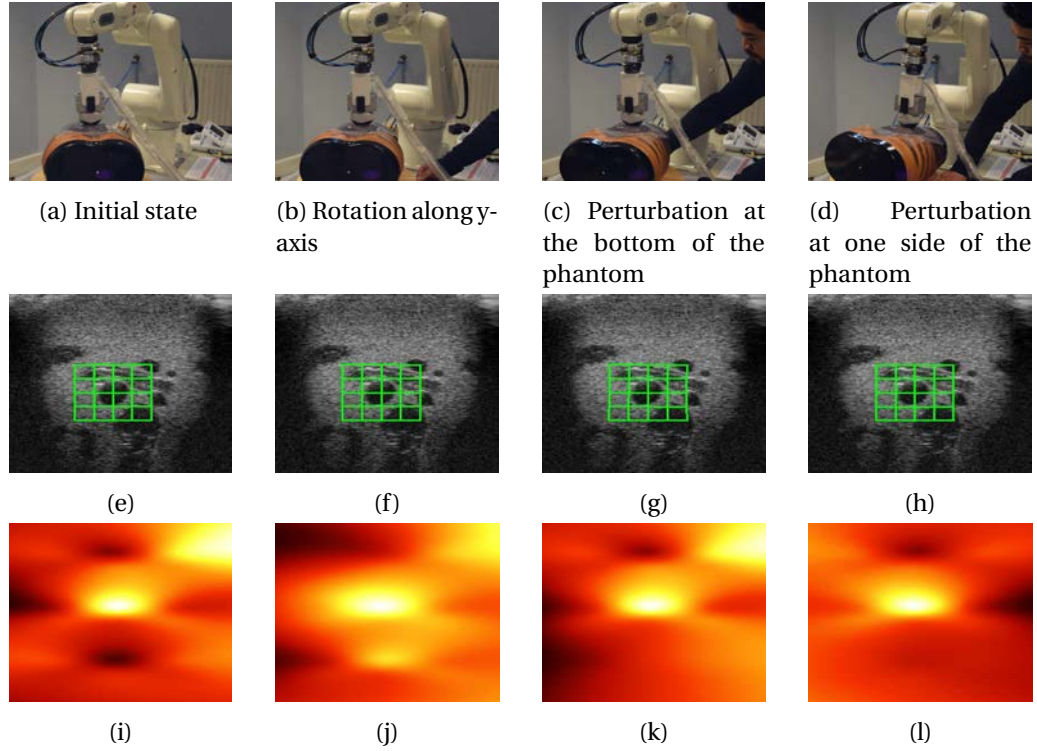 (a) Initial state
(b) Rotation along y-
axis
(c) Perturbation at
the bottom of the
phantom
(d) Perturbation
at one side of the
phantom
(e)
(f)
(g)
(h)
(i)
(j)
(k)
(l)